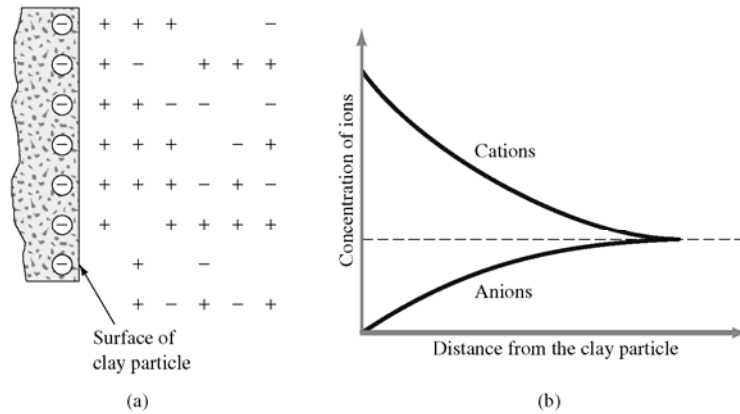 Surface of
clay particle
(a)
Concentration of ions
Cations
Anions
Distance from the clay particle
(b)